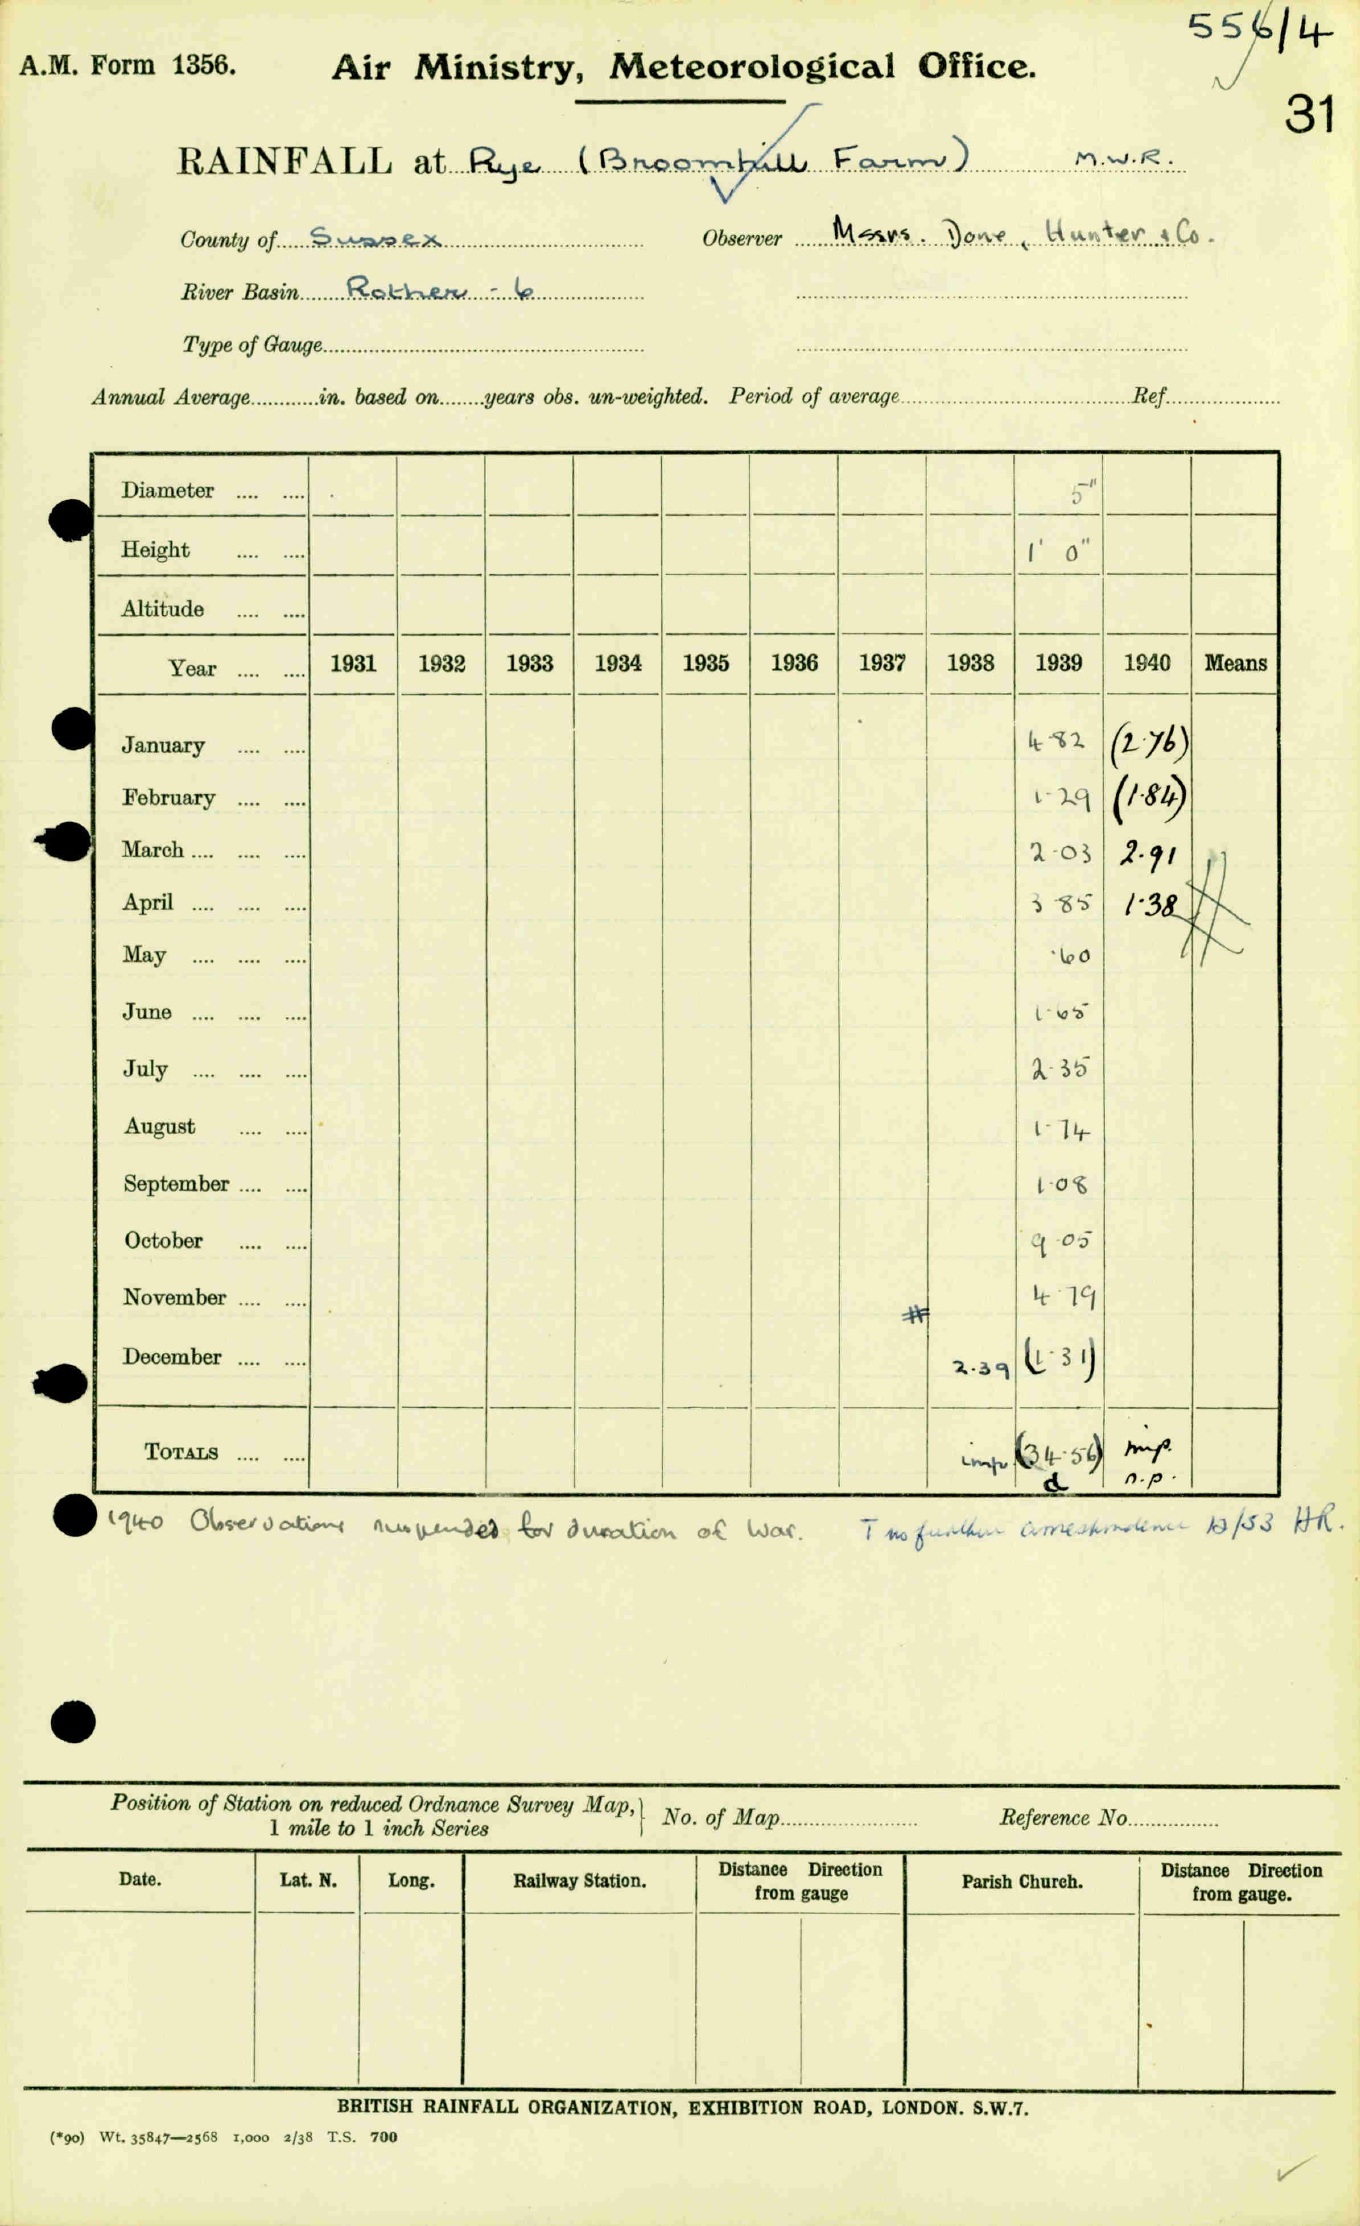 556/4
A.M. Form 1356. Air Ministry, Meteorological Office.
31
RAINFALL at Rye (Broomhill Farm) M.W.R.
County of Sussex Observer Messrs. Done, Hunter & Co.
River Basin Rother - 6
Type of Gauge
Annual Average in. based on years obs. un-weighted. Period of average Ref.
Diameter 5"
Height 1' 0"
Altitude
Year 1931 1932 1933 1934 1935 1936 1937 1938 1939 1940 Means
January 4.82 (2.76)
February 1.29 (1.84)
March 2.03 2.91
April 3.85 1.38
May .60
June 1.65
July 2.35
August 1.74
September 1.08
October 9.05
November 4.79
#
December 2.39 (1.31)
TOTALS imp. (34.56) imp.
d n.p.
1940 Observations suspended for duration of War. T no further correspondence 12/53 HR.
Position of Station on reduced Ordnance Survey Map, } No. of Map Reference No.
1 mile to 1 inch Series
Date. Lat. N. Long. Railway Station. Distance Direction from gauge Parish Church. Distance Direction from gauge.
BRITISH RAINFALL ORGANIZATION, EXHIBITION ROAD, LONDON. S.W.7.
(*90) Wt. 35847—2568 1,000 2/38 T.S. 700